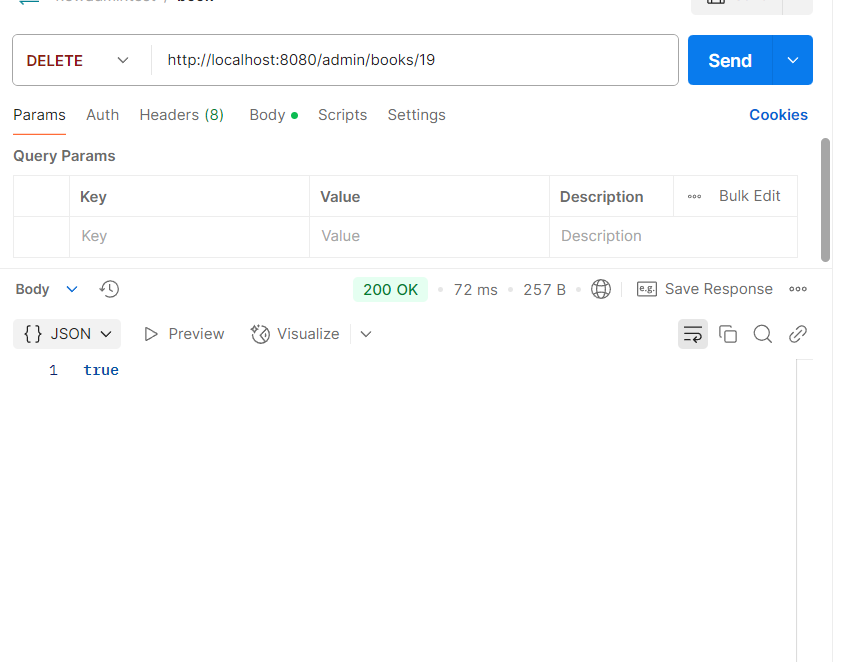 DELETE http://localhost:8080/admin/books/19 Send
Params Auth Headers (8) Body Scripts Settings Cookies
Query Params
Key Value Description Bulk Edit
Key Value Description
Body 200 OK 72 ms 257 B e.g. Save Response
{} JSON Preview Visualize
1 true